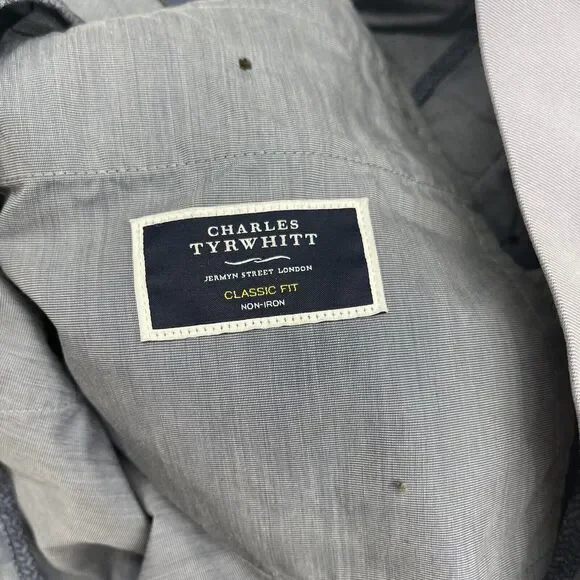 CHARLES
TYRWHITT
JERMYN STREET LONDON
CLASSIC FIT
NON-IRON